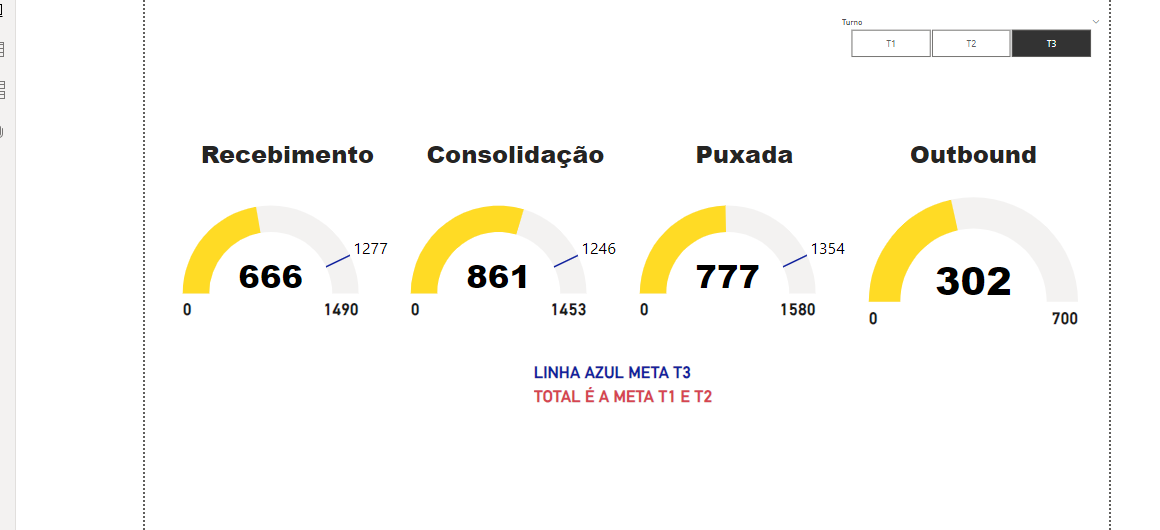 Turno
T1 T2 T3
Recebimento Consolidação Puxada Outbound
1277 1246 1354
666 861 777 302
0 1490 0 1453 0 1580 0 700
LINHA AZUL META T3
TOTAL É A META T1 E T2